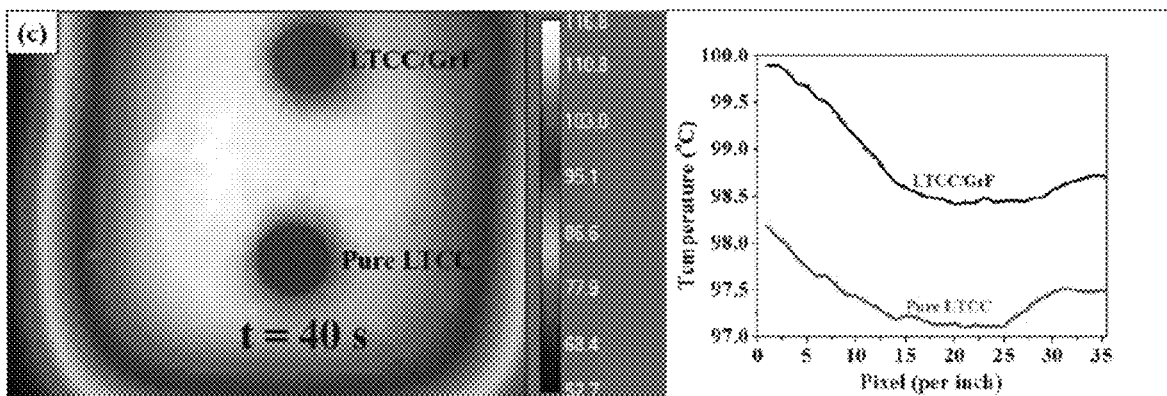 (c)
LTCC/GrF
Pure LTCC
t = 40 s
100.0
99.5
99.0
98.5
98.0
97.5
97.0
Temperature (°C)
LTCC/GrF
Pure LTCC
0 5 10 15 20 25 30 35
Pixel (per inch)